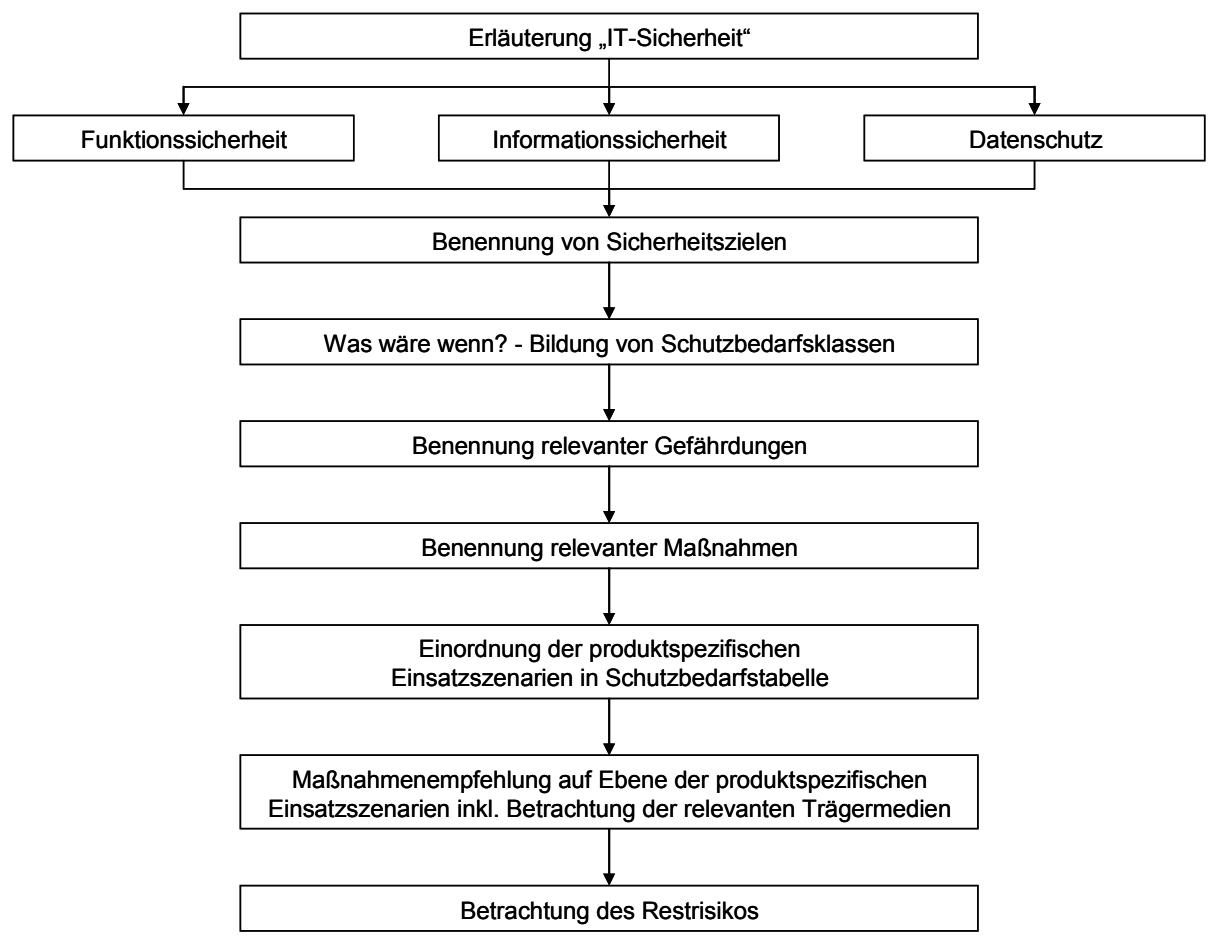 Erläuterung „IT-Sicherheit“
Funktionssicherheit
Informationssicherheit
Datenschutz
Benennung von Sicherheitszielen
Was wäre wenn? - Bildung von Schutzbedarfsklassen
Benennung relevanter Gefährdungen
Benennung relevanter Maßnahmen
Einordnung der produktspezifischen
Einsatzszenarien in Schutzbedarfstabelle
Maßnahmenempfehlung auf Ebene der produktspezifischen
Einsatzszenarien inkl. Betrachtung der relevanten Trägermedien
Betrachtung des Restrisikos